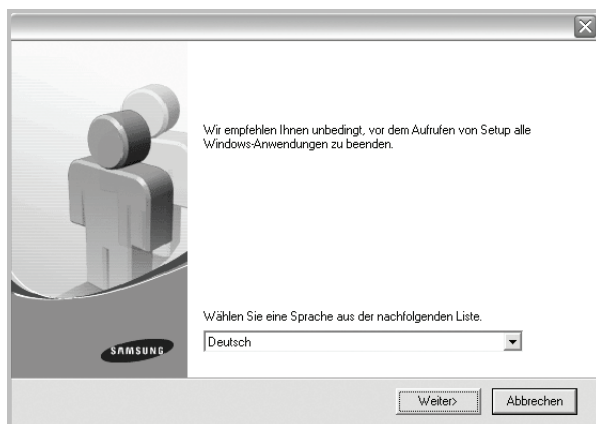 Wir empfehlen Ihnen unbedingt, vor dem Aufrufen von Setup alle
Windows-Anwendungen zu beenden.
Wählen Sie eine Sprache aus der nachfolgenden Liste.
Deutsch
SAMSUNG
Weiter>
Abbrechen